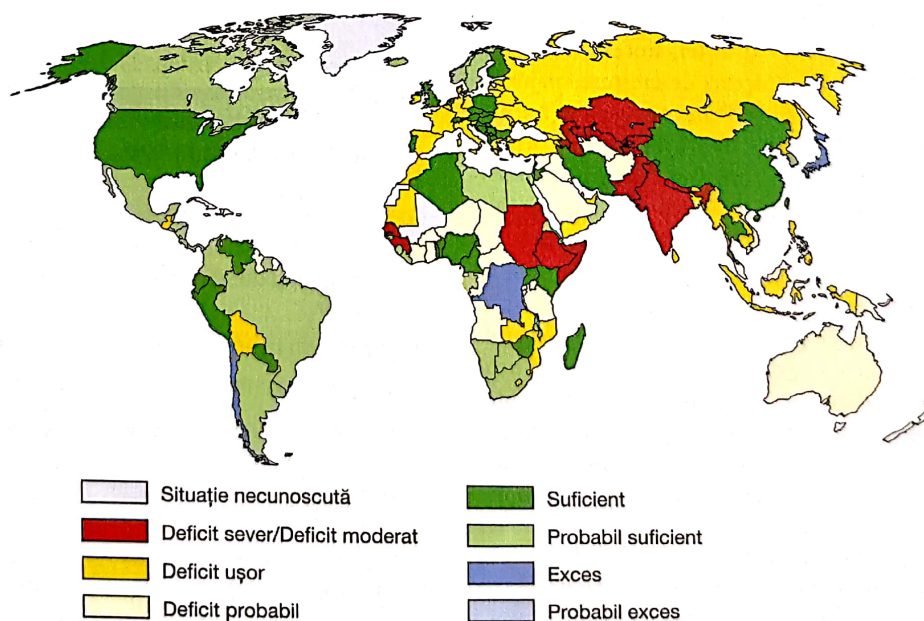 Situație necunoscută
Deficit sever/Deficit moderat
Deficit ușor
Deficit probabil
Suficient
Probabil suficient
Exces
Probabil exces